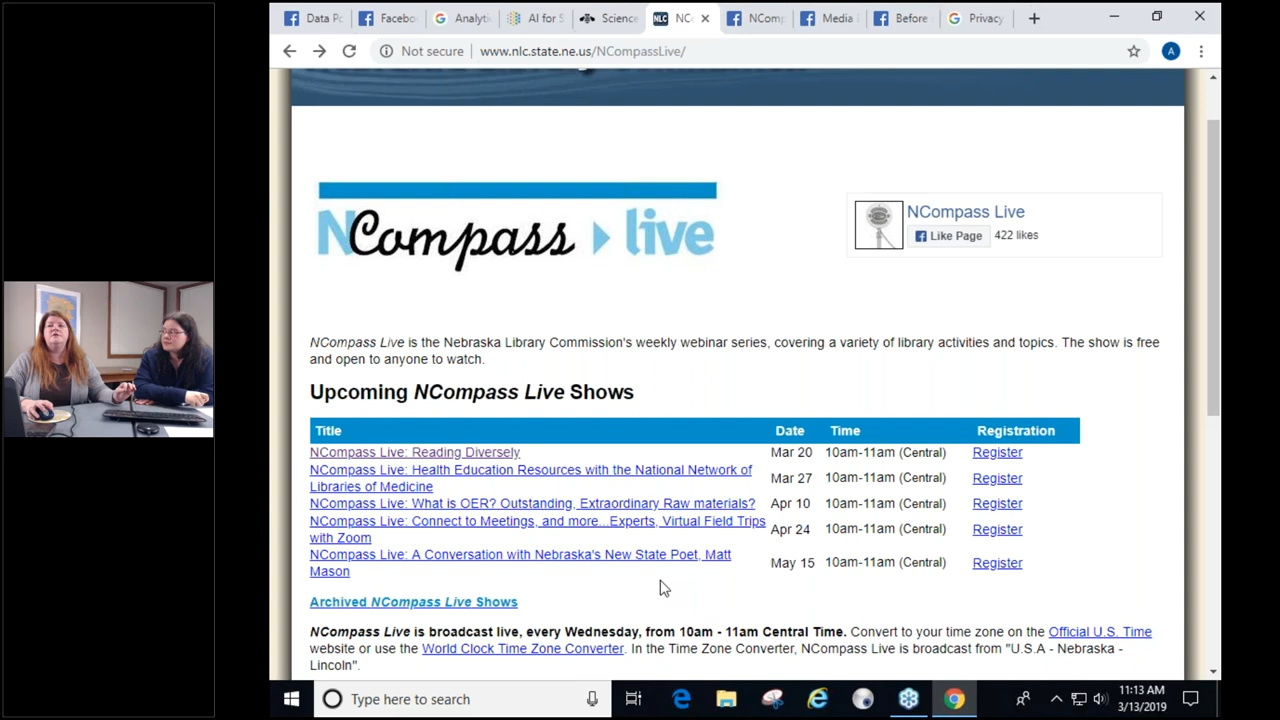 Data Po
Facebo
Analyti
AI for S
Science
NC
NComp
Media
Before
Privacy
Not secure
www.nlc.state.ne.us/NCompassLive/
A
NLC
NCompass live
NCompass Live
Like Page 422 likes
NCompass Live is the Nebraska Library Commission's weekly webinar series, covering a variety of library activities and topics. The show is free
and open to anyone to watch.
Upcoming NCompass Live Shows
Title Date Time Registration
NCompass Live: Reading Diversely Mar 20 10am-11am (Central) Register
NCompass Live: Health Education Resources with the National Network of
Libraries of Medicine Mar 27 10am-11am (Central) Register
NCompass Live: What is OER? Outstanding, Extraordinary Raw materials? Apr 10 10am-11am (Central) Register
NCompass Live: Connect to Meetings, and more...Experts, Virtual Field Trips
with Zoom Apr 24 10am-11am (Central) Register
NCompass Live: A Conversation with Nebraska's New State Poet, Matt
Mason May 15 10am-11am (Central) Register
Archived NCompass Live Shows
NCompass Live is broadcast live, every Wednesday, from 10am - 11am Central Time. Convert to your time zone on the Official U.S. Time
website or use the World Clock Time Zone Converter. In the Time Zone Converter, NCompass Live is broadcast from "U.S.A - Nebraska -
Lincoln".
Type here to search
11:13 AM
3/13/2019